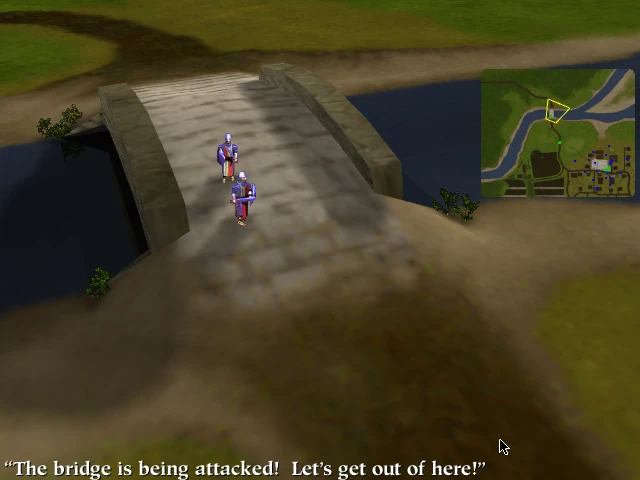 “The bridge is being attacked!  Let's get out of here!”